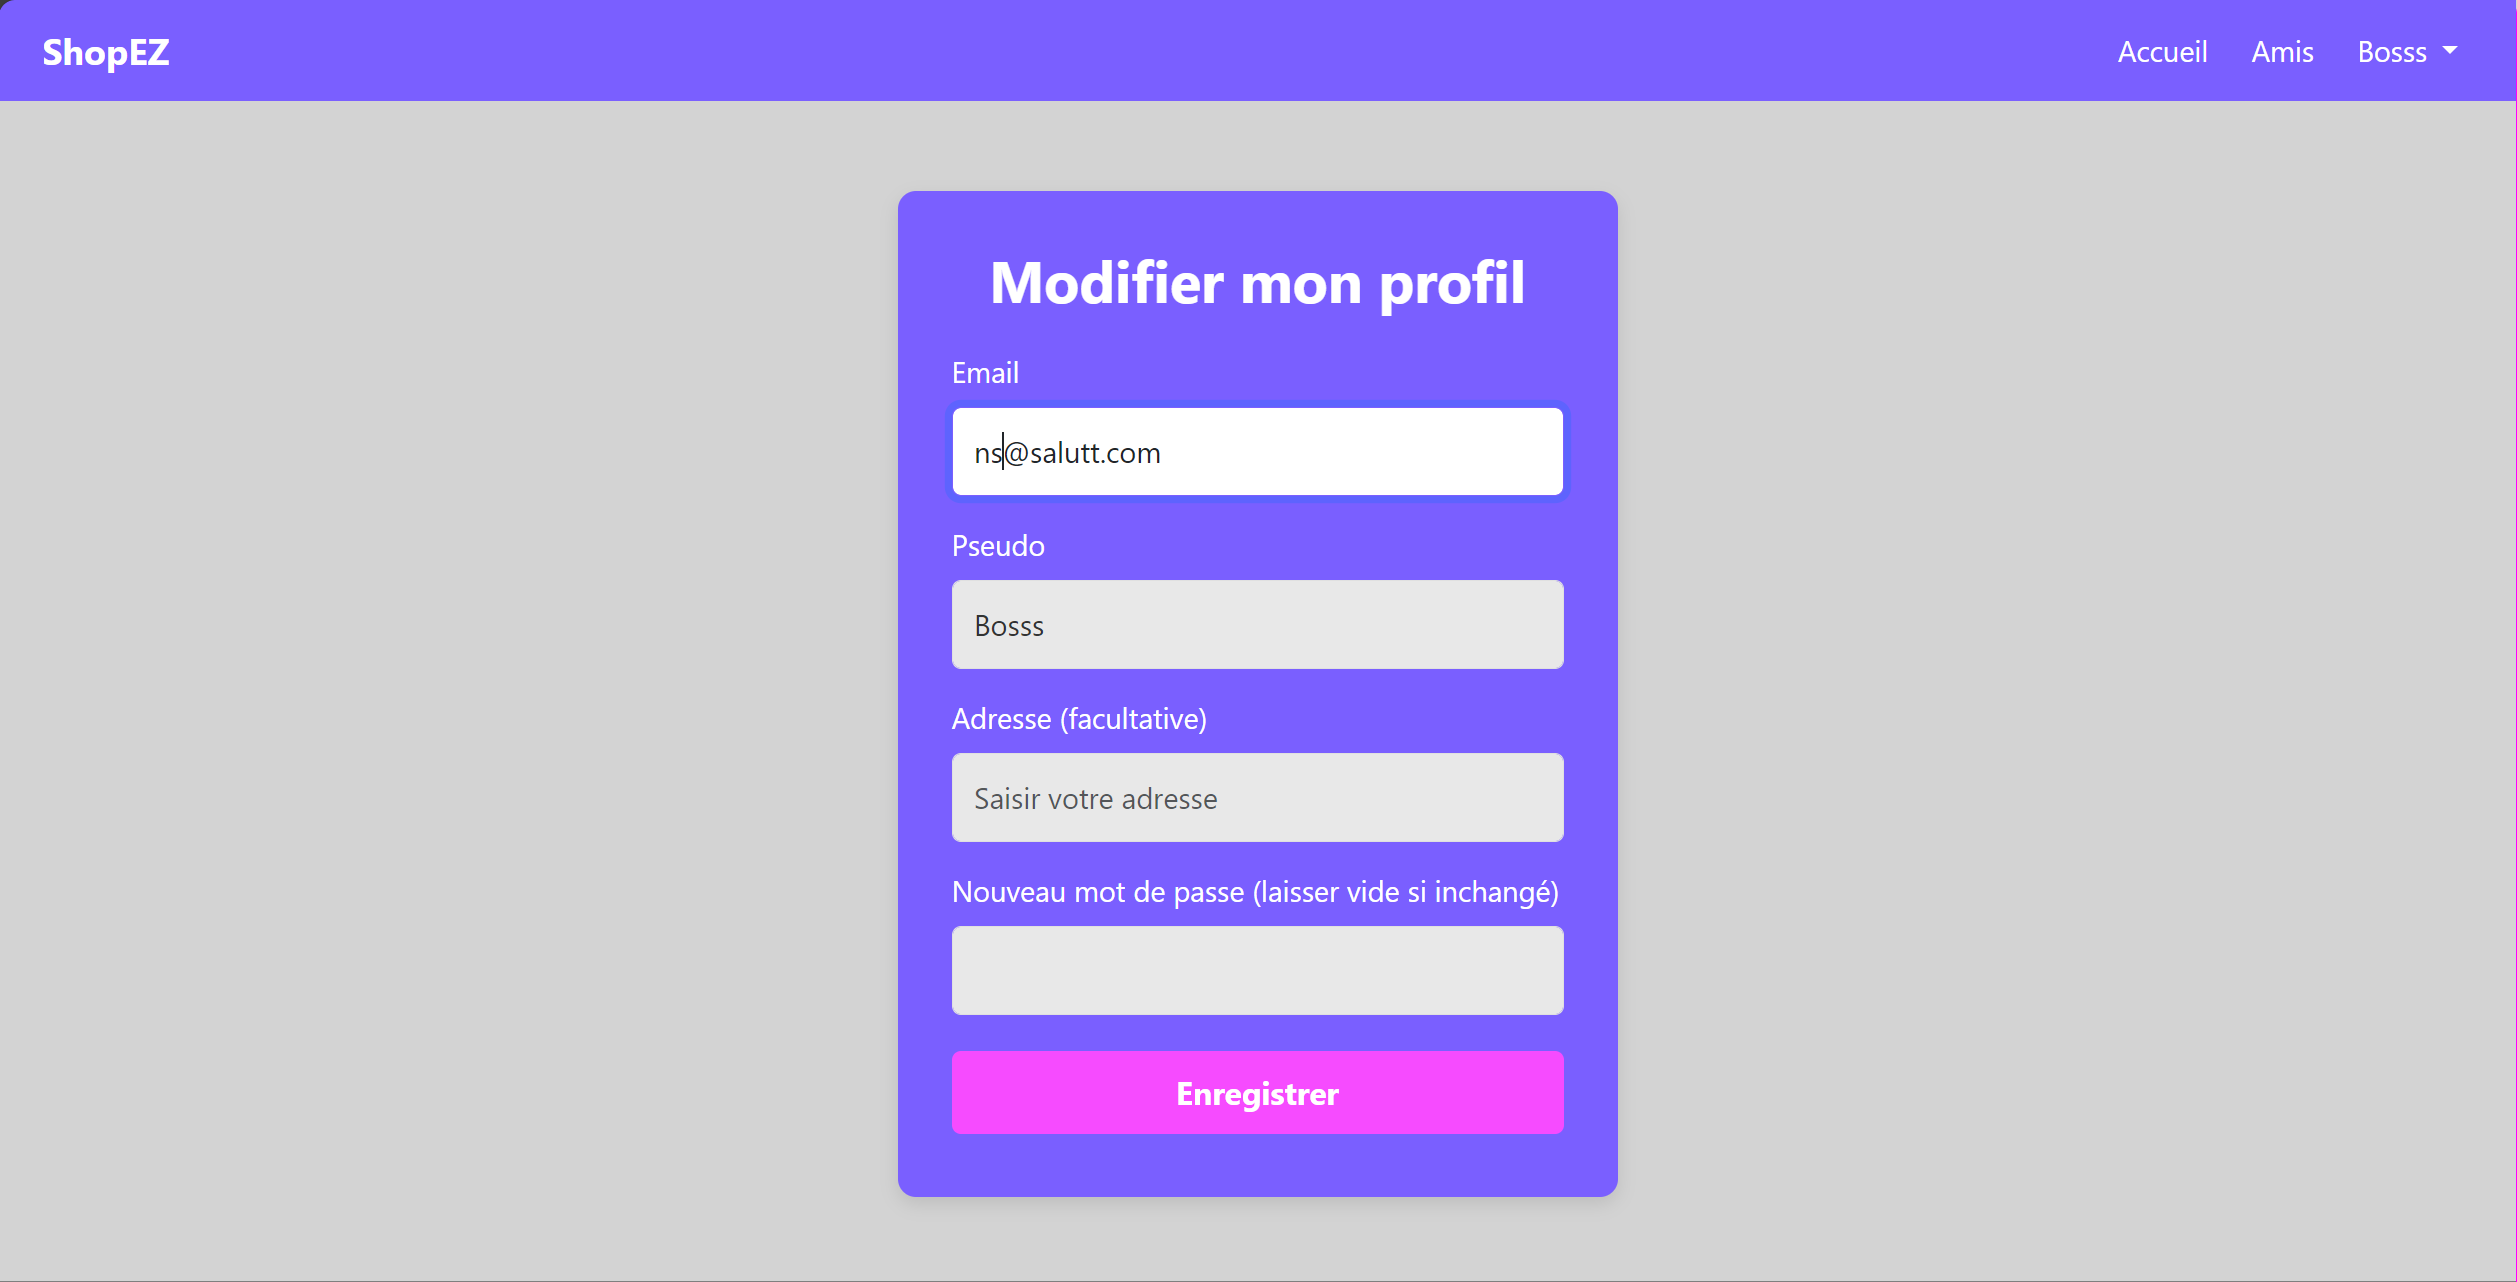 ShopEZ
Accueil Amis Bosss
Modifier mon profil
Email
ns@salutt.com
Pseudo
Bosss
Adresse (facultative)
Saisir votre adresse
Nouveau mot de passe (laisser vide si inchangé)
Enregistrer